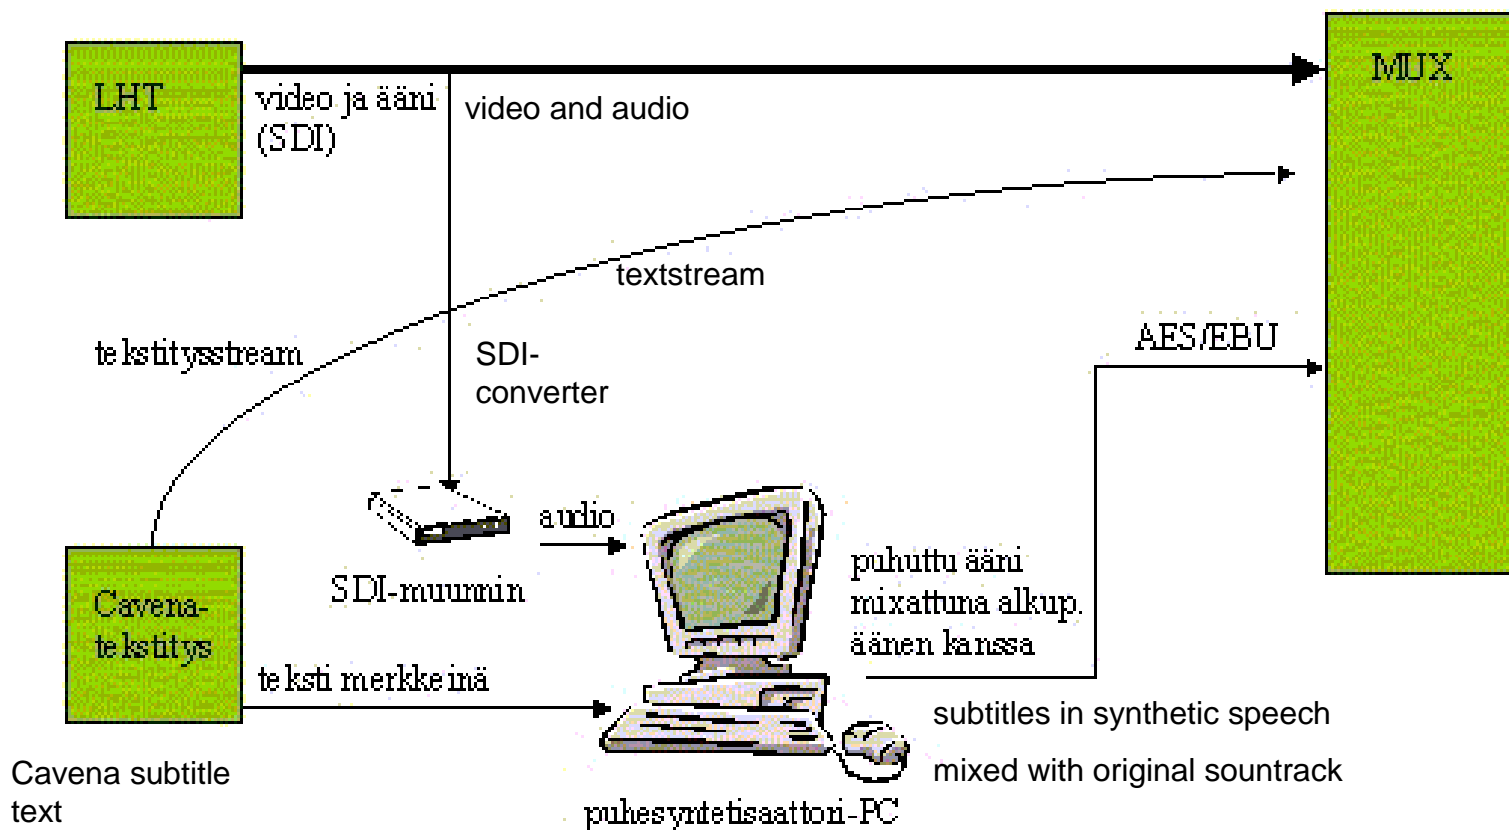 LHT
video ja ääni
(SDI)
video and audio
MUX
textstream
tekstitysstream
SDI-
converter
AES/EBU
audio
SDI-muunnin
puhuttu ääni
mixattuna alkup.
äänen kanssa
Cavena-
tekstitys
teksti merkkeinä
subtitles in synthetic speech
mixed with original sountrack
Cavena subtitle
text
puhesyntetisaattori-PC